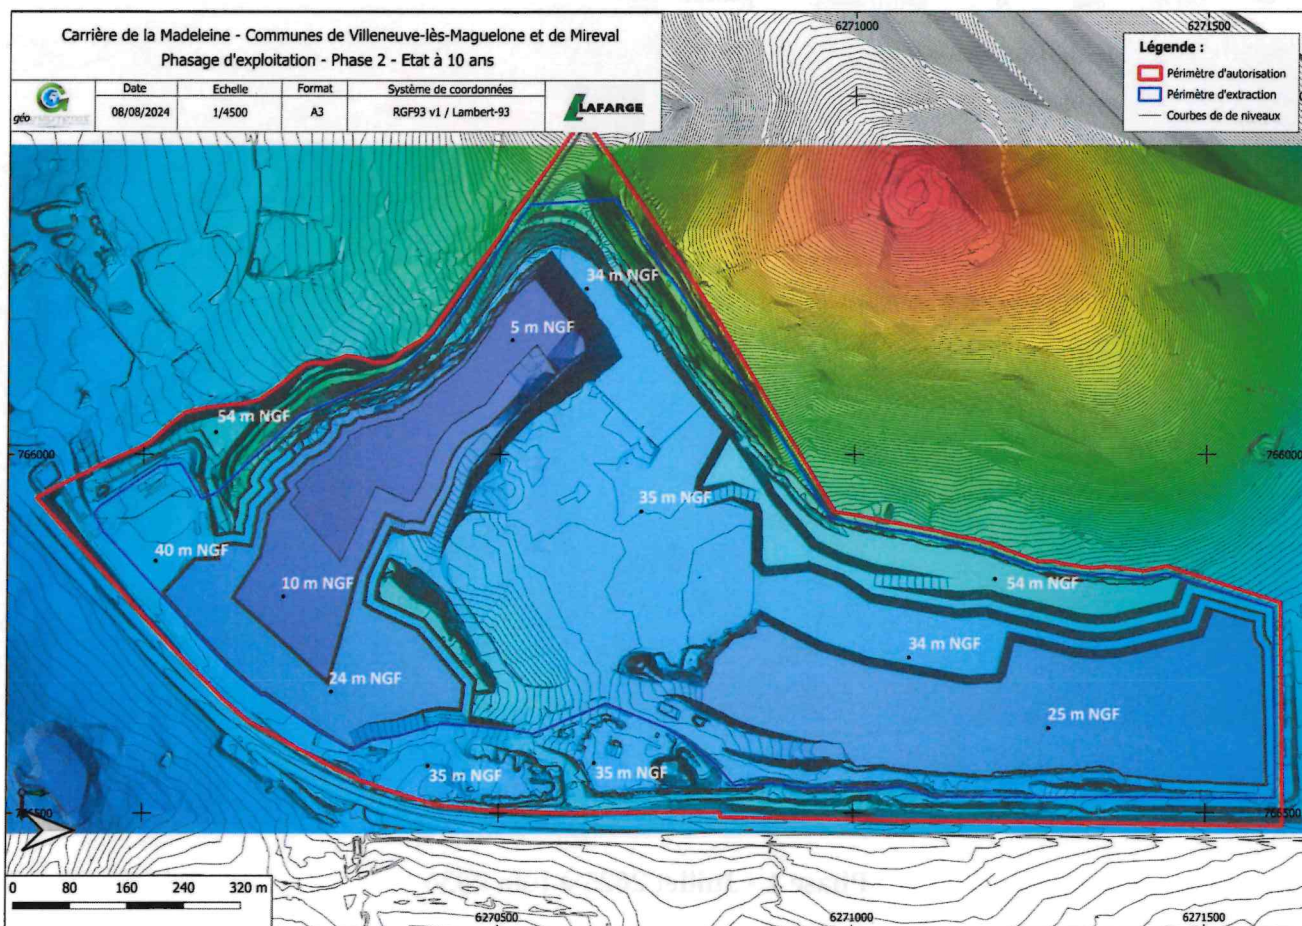 Carrière de la Madeleine - Communes de Villeneuve-lès-Maguelone et de Mireval
Phasage d'exploitation - Phase 2 - Etat à 10 ans
Date
Echelle
Format
Système de coordonnées
géo
08/08/2024
1/4500
A3
RGF93 v1 / Lambert-93
LAFARGE
6271000
6271500
Légende :
Périmètre d'autorisation
Périmètre d'extraction
Courbes de de niveaux
34 m NGF
5 m NGF
54 m NGF
766000
766000
35 m NGF
40 m NGF
10 m NGF
54 m NGF
34 m NGF
24 m NGF
25 m NGF
35 m NGF
35 m NGF
766500
766500
0 80 160 240 320 m
6270500
6271000
6271500